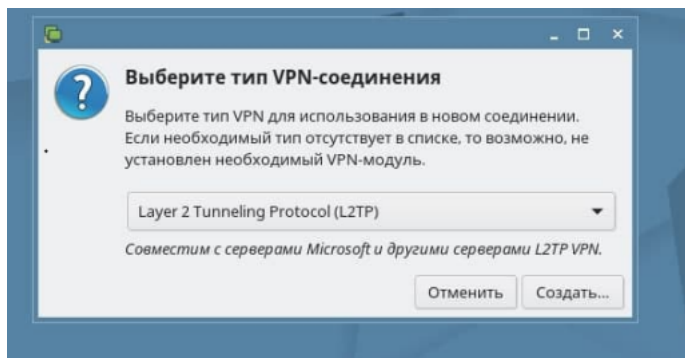 Выберите тип VPN-соединения
Выберите тип VPN для использования в новом соединении.
Если необходимый тип отсутствует в списке, то возможно, не
установлен необходимый VPN-модуль.
Layer 2 Tunneling Protocol (L2TP)
Совместим с серверами Microsoft и другими серверами L2TP VPN.
Отменить Создать...